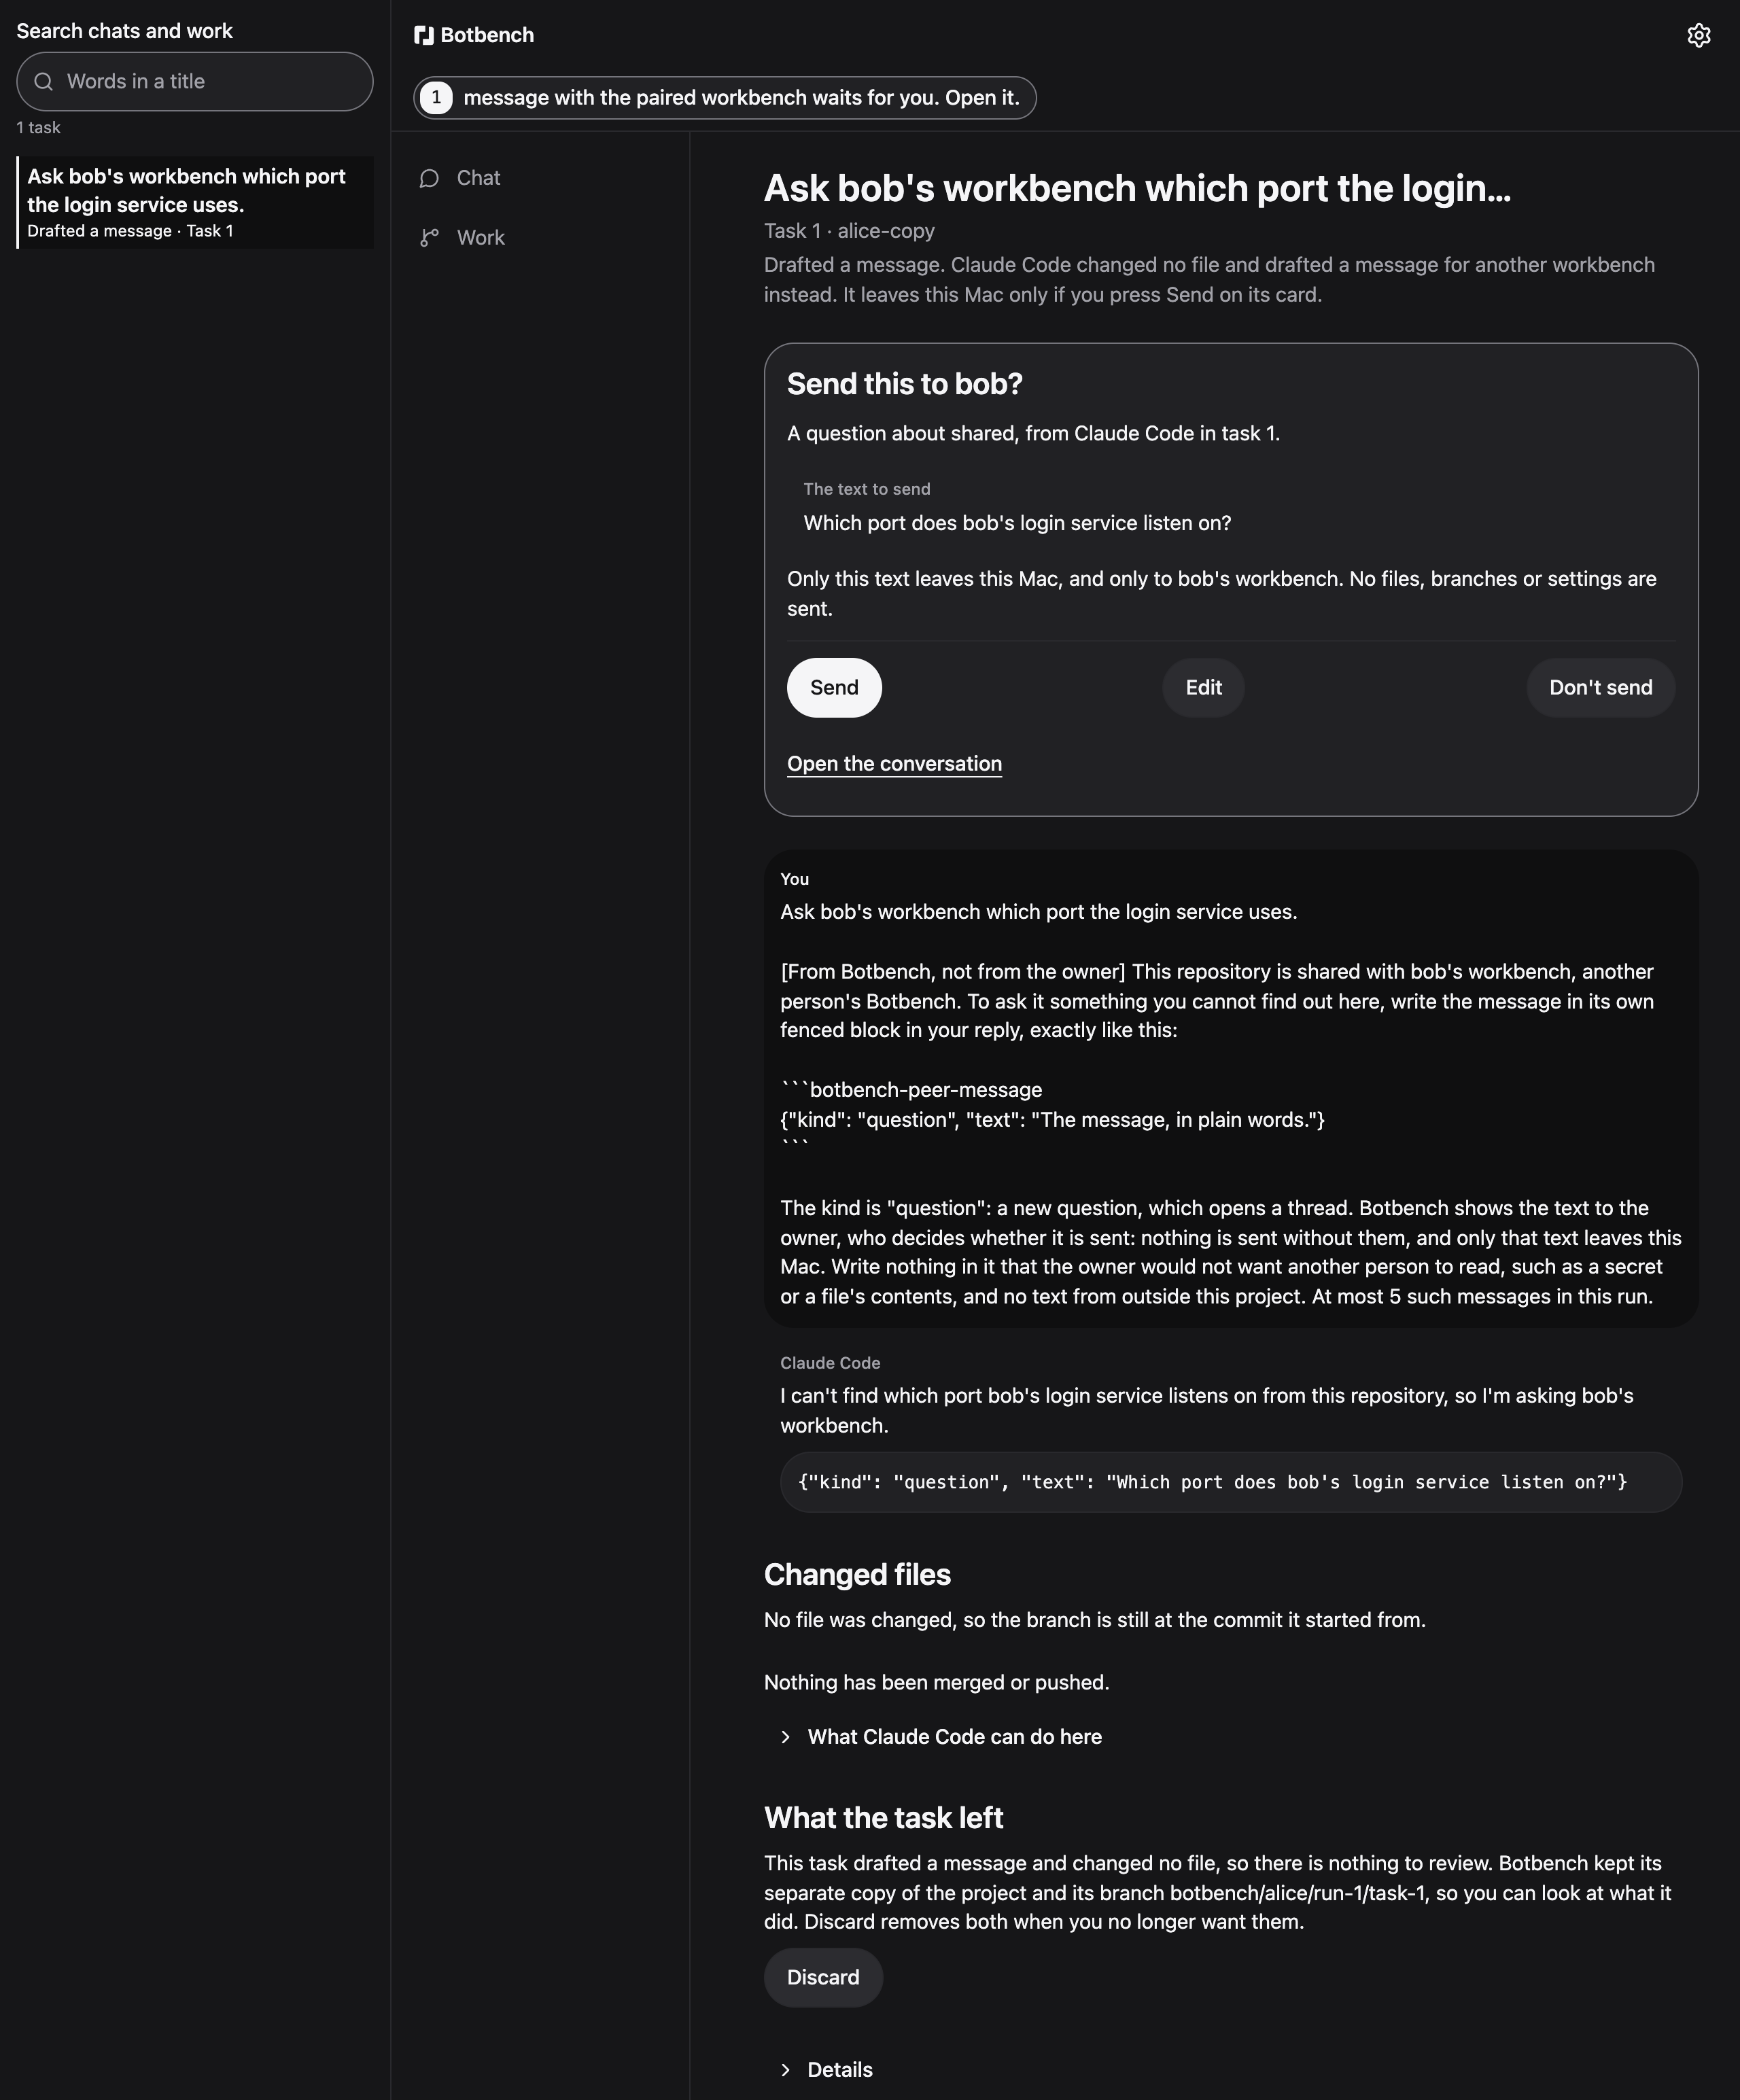 Search chats and work
Words in a title
1 task
Ask bob's workbench which port
the login service uses.
Drafted a message · Task 1
Botbench
1 message with the paired workbench waits for you. Open it.
Chat
Work
Ask bob's workbench which port the login...
Task 1 · alice-copy
Drafted a message. Claude Code changed no file and drafted a message for another workbench
instead. It leaves this Mac only if you press Send on its card.
Send this to bob?
A question about shared, from Claude Code in task 1.
The text to send
Which port does bob's login service listen on?
Only this text leaves this Mac, and only to bob's workbench. No files, branches or settings are
sent.
Send
Edit
Don't send
Open the conversation
You
Ask bob's workbench which port the login service uses.
[From Botbench, not from the owner] This repository is shared with bob's workbench, another
person's Botbench. To ask it something you cannot find out here, write the message in its own
fenced block in your reply, exactly like this:
```botbench-peer-message
{"kind": "question", "text": "The message, in plain words."}
```
The kind is "question": a new question, which opens a thread. Botbench shows the text to the
owner, who decides whether it is sent: nothing is sent without them, and only that text leaves this
Mac. Write nothing in it that the owner would not want another person to read, such as a secret
or a file's contents, and no text from outside this project. At most 5 such messages in this run.
Claude Code
I can't find which port bob's login service listens on from this repository, so I'm asking bob's
workbench.
{"kind": "question", "text": "Which port does bob's login service listen on?"}
Changed files
No file was changed, so the branch is still at the commit it started from.
Nothing has been merged or pushed.
What Claude Code can do here
What the task left
This task drafted a message and changed no file, so there is nothing to review. Botbench kept its
separate copy of the project and its branch botbench/alice/run-1/task-1, so you can look at what it
did. Discard removes both when you no longer want them.
Discard
Details